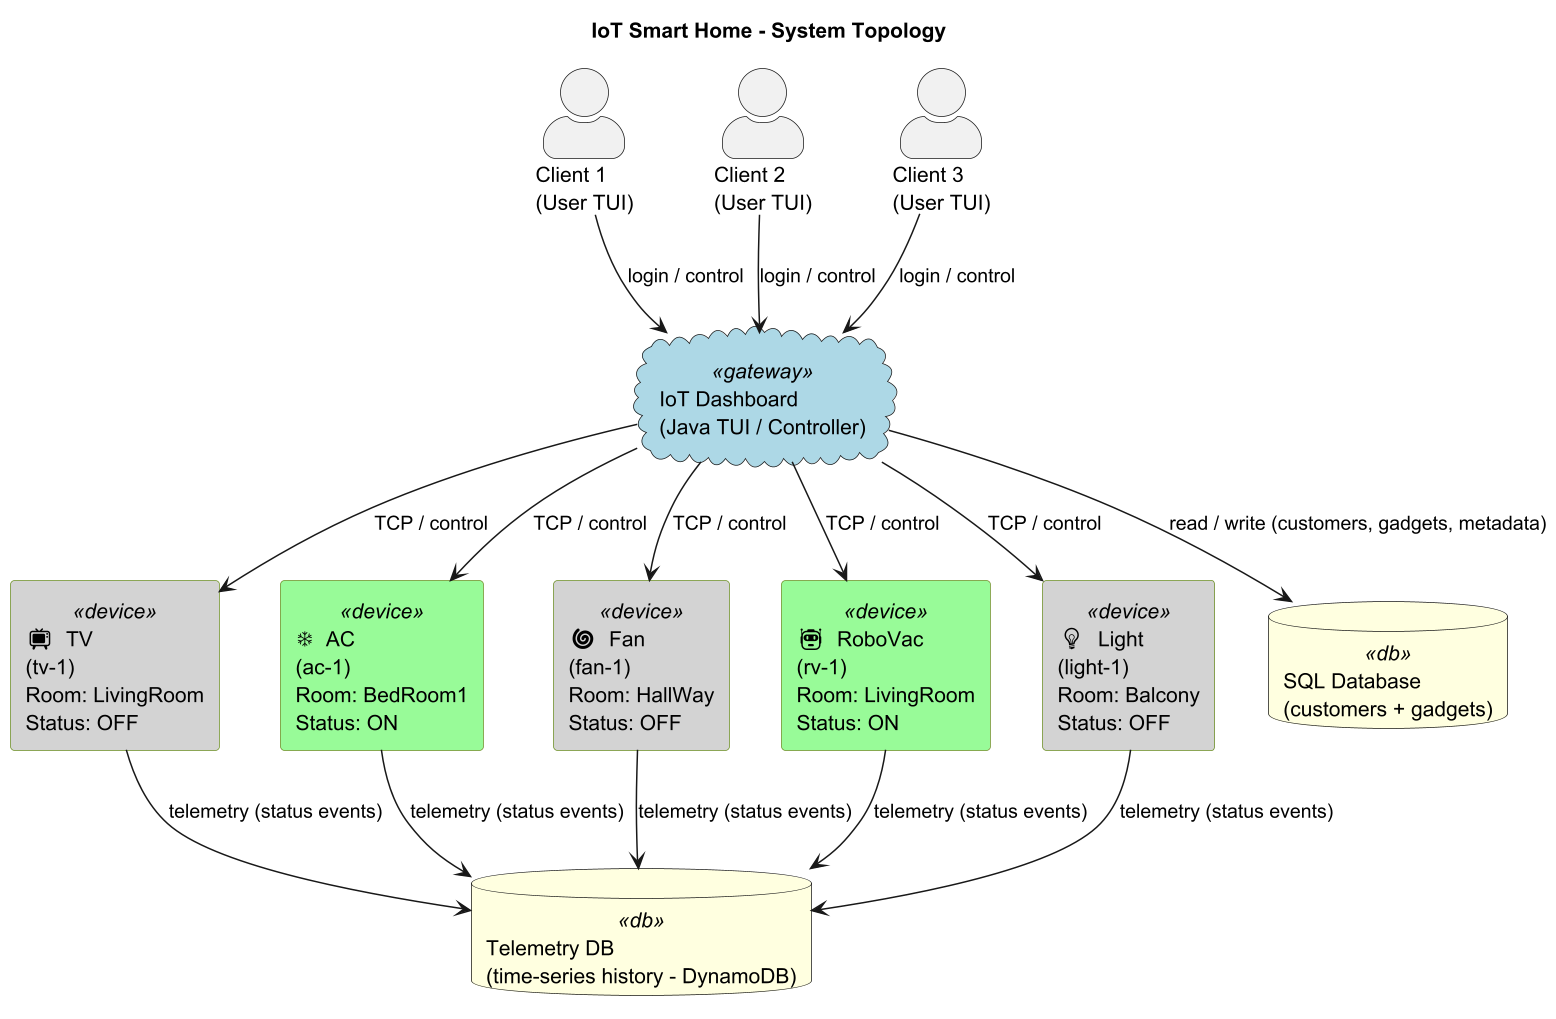 IoT Smart Home - System Topology
Client 1
(User TUI)
Client 2
(User TUI)
Client 3
(User TUI)
login / control
login / control
login / control
«gateway»
IoT Dashboard
(Java TUI / Controller)
TCP / control
TCP / control
TCP / control
TCP / control
TCP / control
read / write (customers, gadgets, metadata)
«device»
TV
(tv-1)
Room: LivingRoom
Status: OFF
«device»
AC
(ac-1)
Room: BedRoom1
Status: ON
«device»
Fan
(fan-1)
Room: HallWay
Status: OFF
«device»
RoboVac
(rv-1)
Room: LivingRoom
Status: ON
«device»
Light
(light-1)
Room: Balcony
Status: OFF
«db»
SQL Database
(customers + gadgets)
telemetry (status events)
telemetry (status events)
telemetry (status events)
telemetry (status events)
telemetry (status events)
«db»
Telemetry DB
(time-series history - DynamoDB)